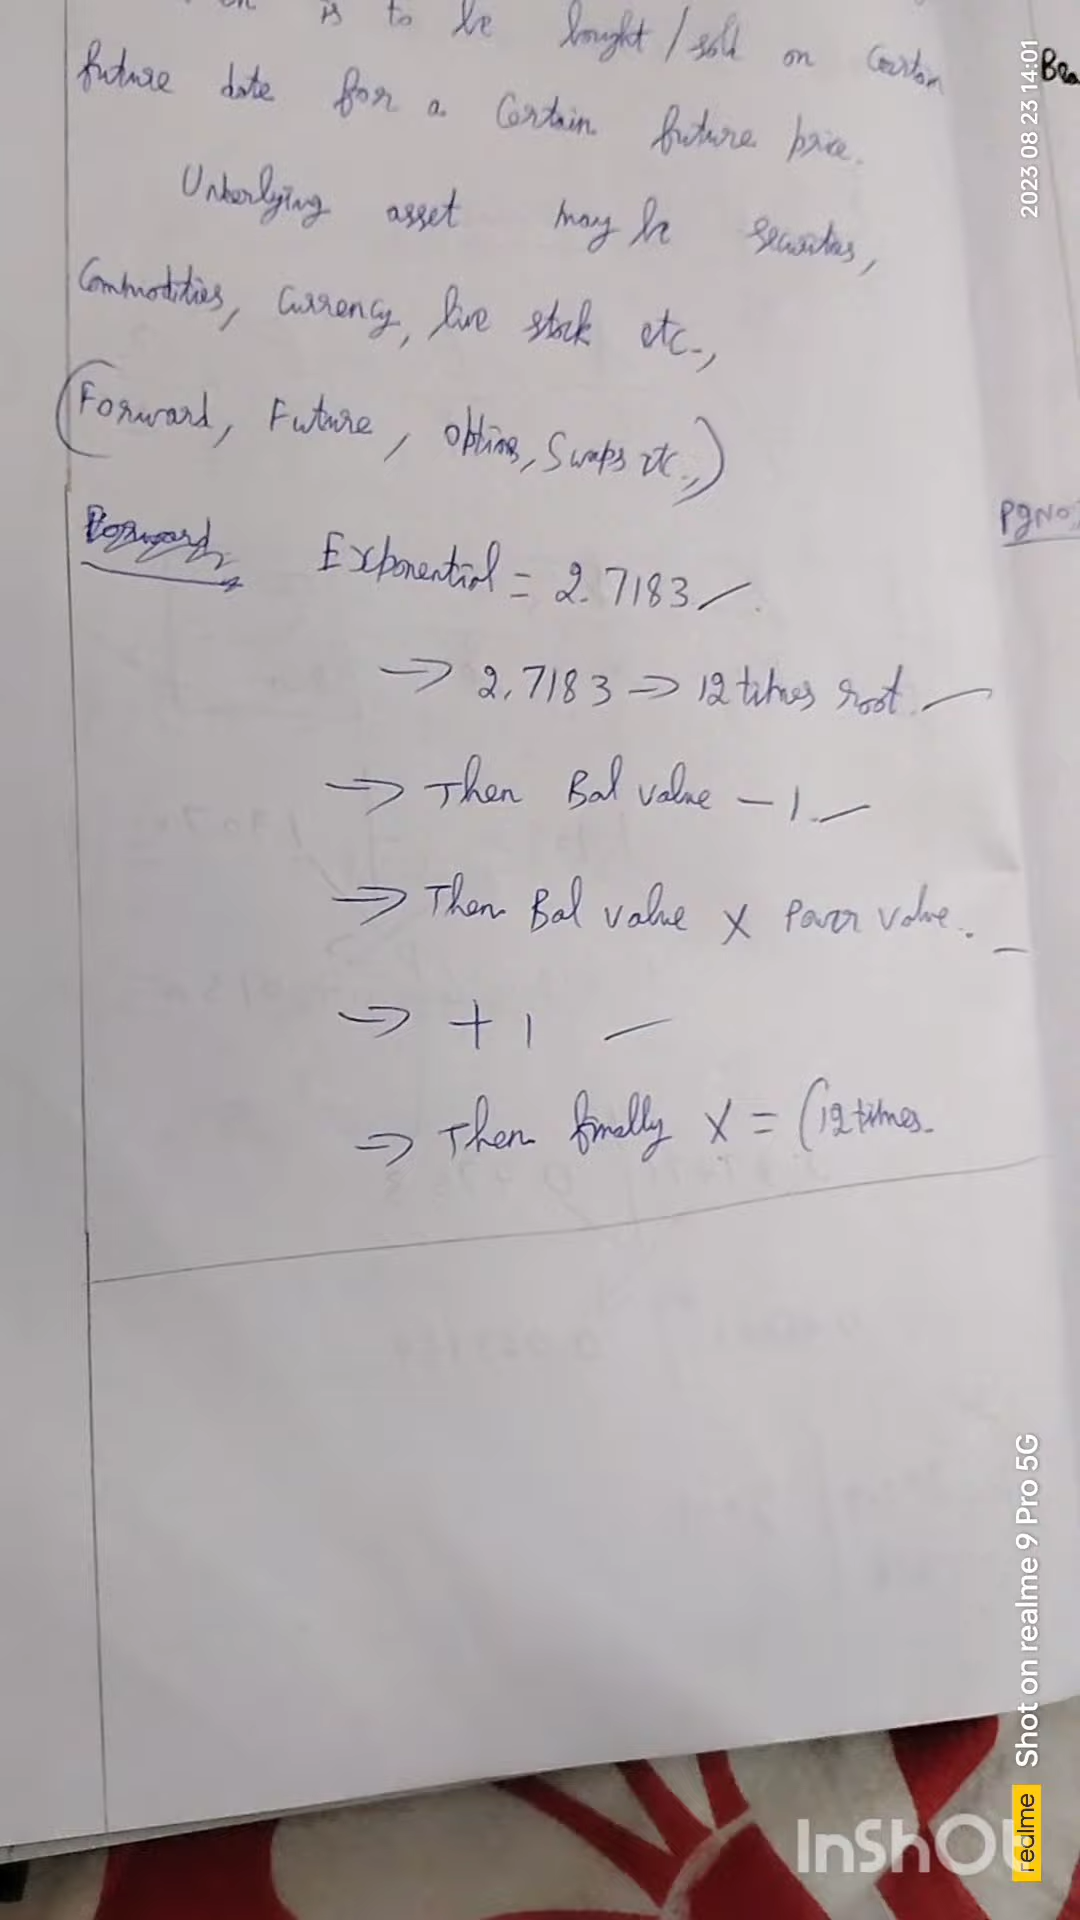 is to be bought / sold on Certain
future date for a Certain future price.
Underlying asset may be securities,
Commodities, Currency, live stock etc.,
(Forward, Future, Options, Swaps etc.,)
Forward Exponential = 2.7183
→ 2.7183 → 12 times root.
→ Then Bal value - 1.
→ Then Bal value X Power value.
→ + 1
→ Then finally X = (12 times.
PgNo:
2023 08 23 14:01
realme Shot on realme 9 Pro 5G
InShOt